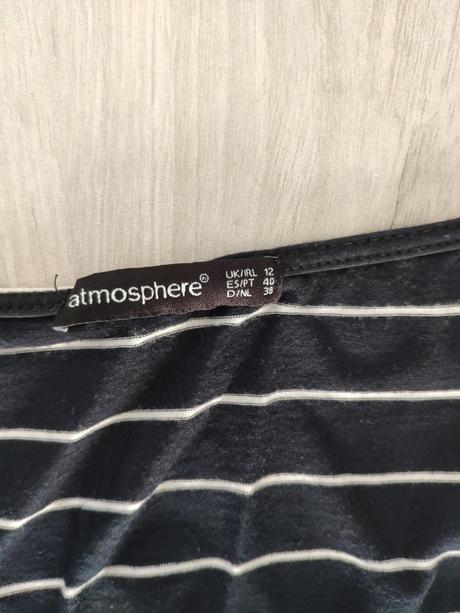 atmosphere®
UK/IRL 12
ES/PT 40
D/NL 38